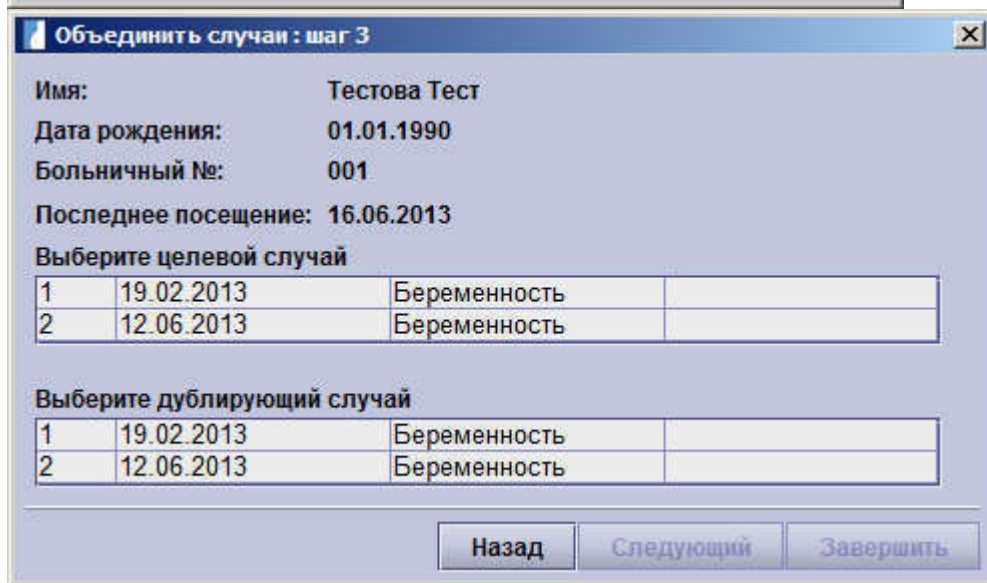 Объединить случаи : шаг 3
Имя: Тестова Тест
Дата рождения: 01.01.1990
Больничный №: 001
Последнее посещение: 16.06.2013
Выберите целевой случай
1 19.02.2013 Беременность
2 12.06.2013 Беременность
Выберите дублирующий случай
1 19.02.2013 Беременность
2 12.06.2013 Беременность
Назад Следующий Завершить